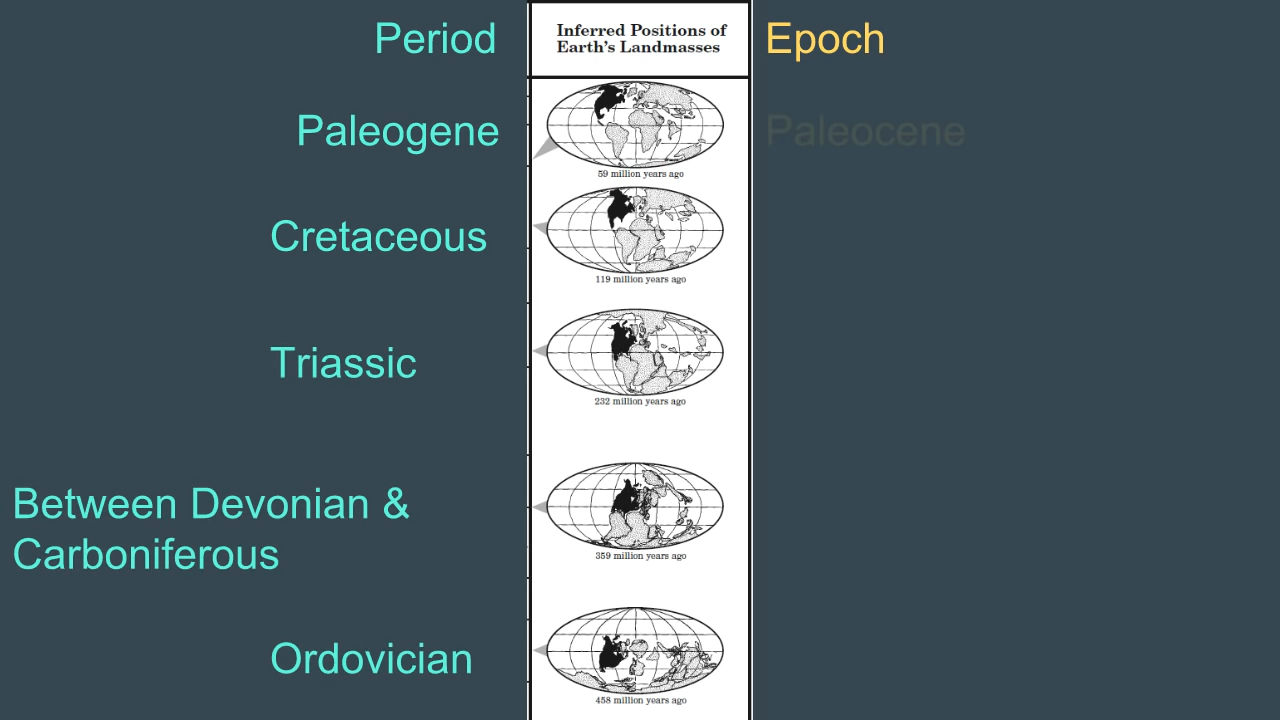 Period
Inferred Positions of
Earth's Landmasses
Epoch
Paleogene
Paleocene
59 million years ago
Cretaceous
119 million years ago
Triassic
232 million years ago
Between Devonian &
Carboniferous
359 million years ago
Ordovician
458 million years ago